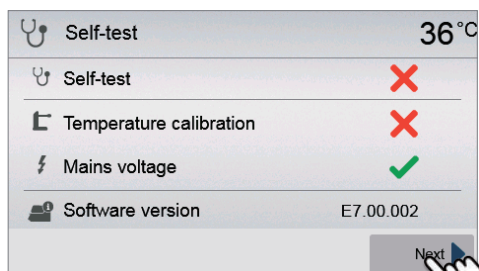 Self-test 36°C
Self-test
Temperature calibration
Mains voltage
Software version E7.00.002
Next